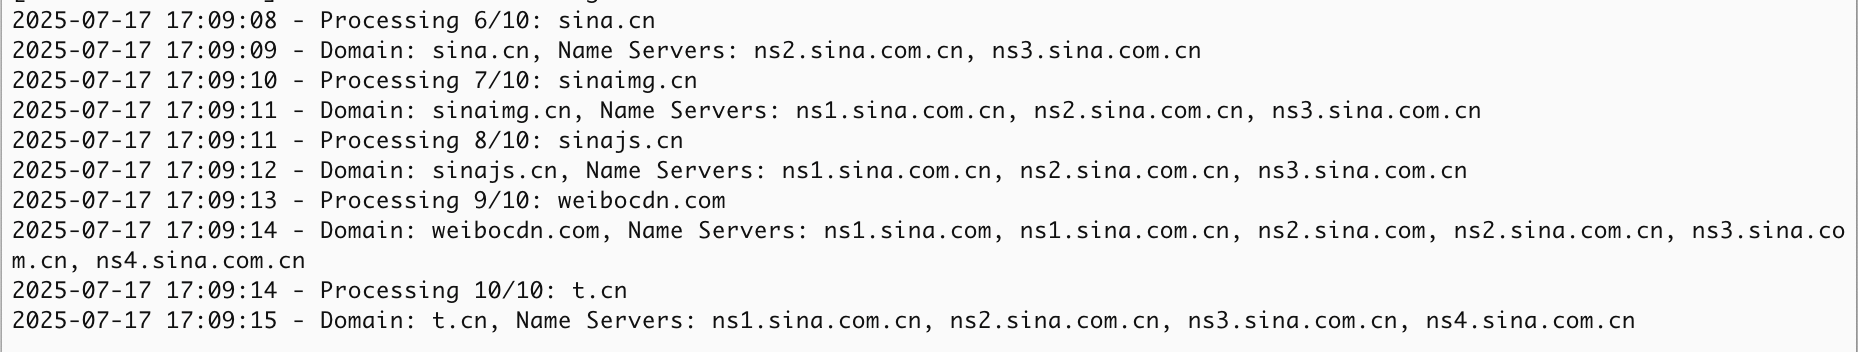 2025-07-17 17:09:08 - Processing 6/10: sina.cn
2025-07-17 17:09:09 - Domain: sina.cn, Name Servers: ns2.sina.com.cn, ns3.sina.com.cn
2025-07-17 17:09:10 - Processing 7/10: sinaimg.cn
2025-07-17 17:09:11 - Domain: sinaimg.cn, Name Servers: ns1.sina.com.cn, ns2.sina.com.cn, ns3.sina.com.cn
2025-07-17 17:09:11 - Processing 8/10: sinajs.cn
2025-07-17 17:09:12 - Domain: sinajs.cn, Name Servers: ns1.sina.com.cn, ns2.sina.com.cn, ns3.sina.com.cn
2025-07-17 17:09:13 - Processing 9/10: weibocdn.com
2025-07-17 17:09:14 - Domain: weibocdn.com, Name Servers: ns1.sina.com, ns1.sina.com.cn, ns2.sina.com, ns2.sina.com.cn, ns3.sina.co
m.cn, ns4.sina.com.cn
2025-07-17 17:09:14 - Processing 10/10: t.cn
2025-07-17 17:09:15 - Domain: t.cn, Name Servers: ns1.sina.com.cn, ns2.sina.com.cn, ns3.sina.com.cn, ns4.sina.com.cn